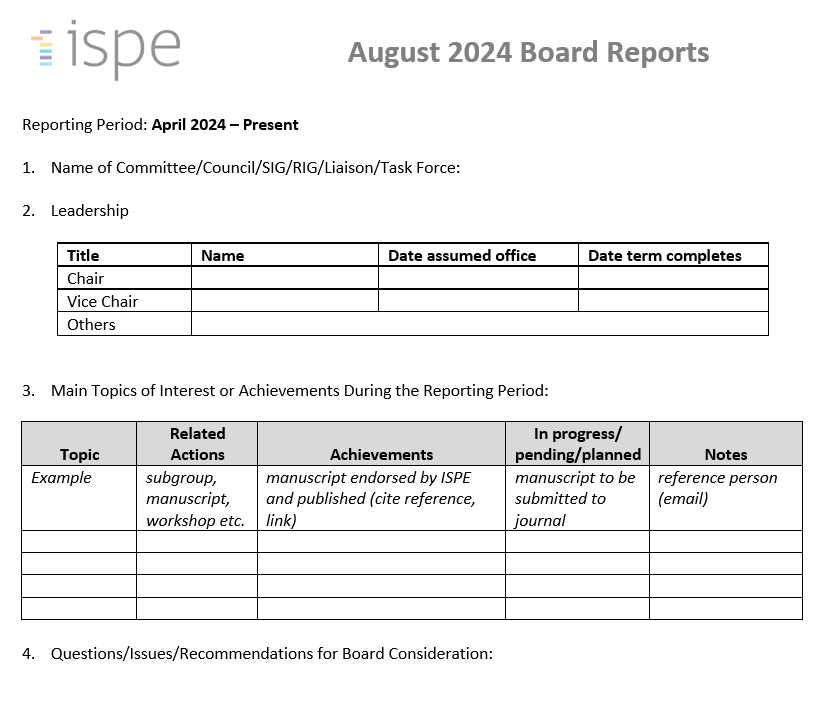 ispe
August 2024 Board Reports
Reporting Period: April 2024 – Present
1. Name of Committee/Council/SIG/RIG/Liaison/Task Force:
2. Leadership
Title Name Date assumed office Date term completes
Chair
Vice Chair
Others
3. Main Topics of Interest or Achievements During the Reporting Period:
Topic Related Actions Achievements In progress/ pending/planned Notes
Example subgroup, manuscript, workshop etc. manuscript endorsed by ISPE and published (cite reference, link) manuscript to be submitted to journal reference person (email)
4. Questions/Issues/Recommendations for Board Consideration: